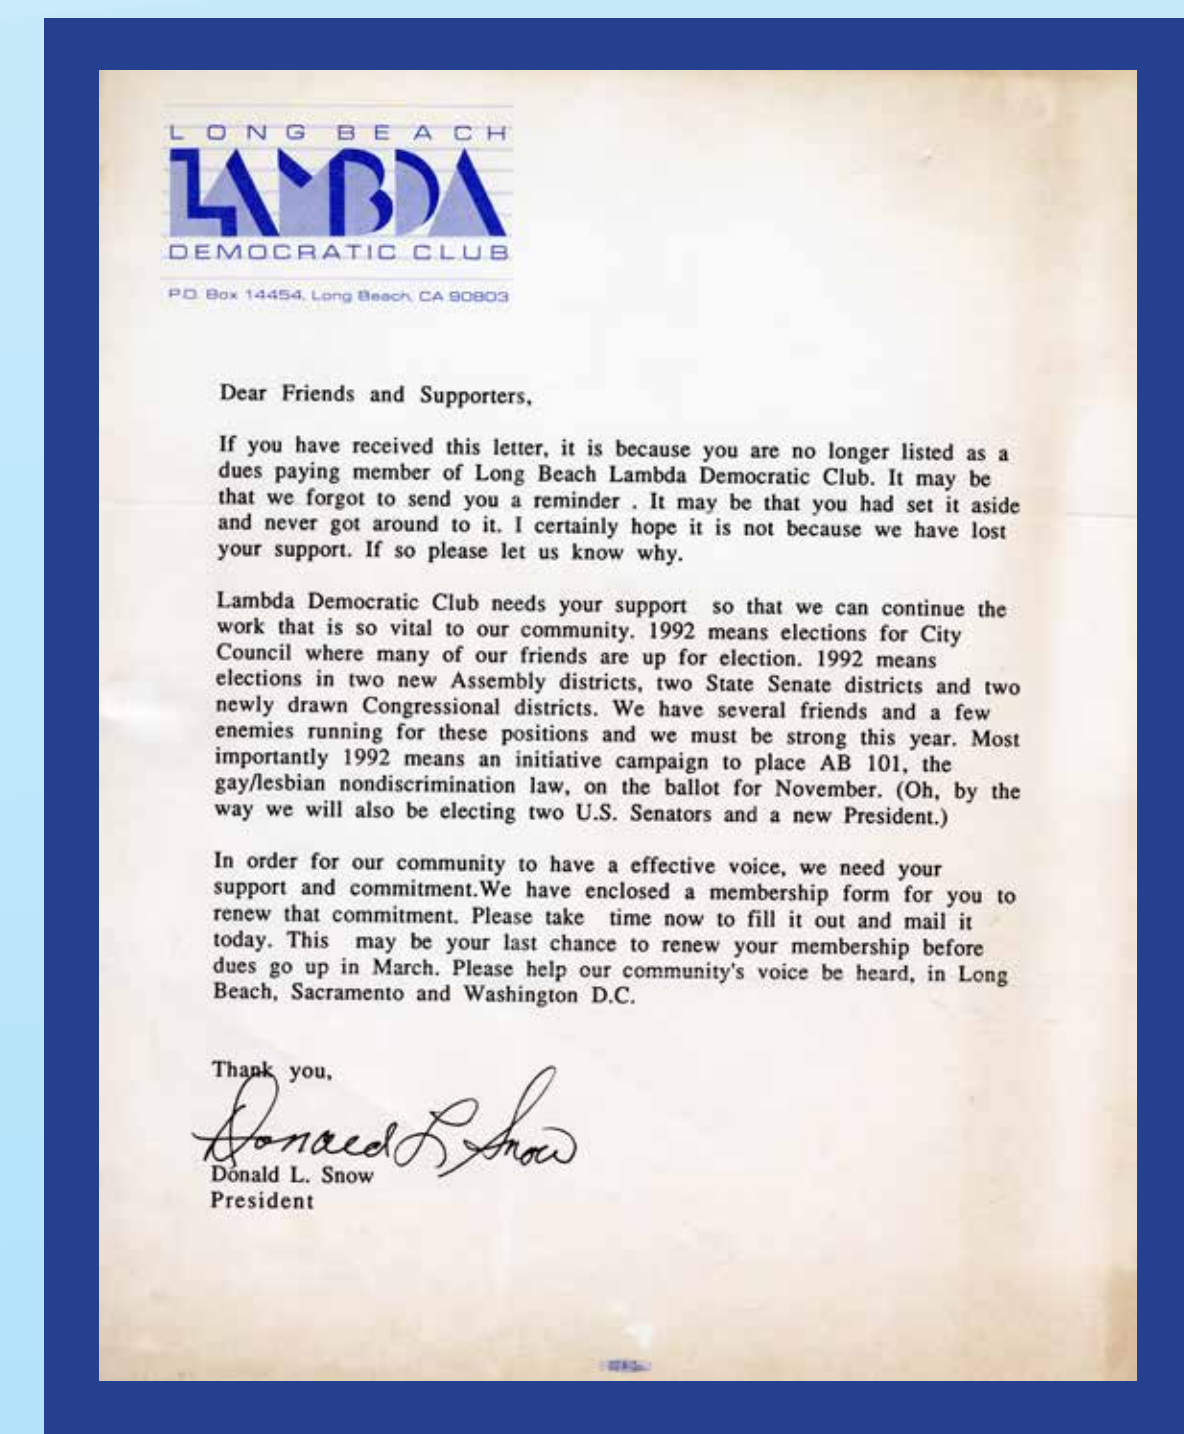 LONG BEACH
LAMBDA
DEMOCRATIC CLUB
P.O. Box 14454, Long Beach, CA 90803
Dear Friends and Supporters,
If you have received this letter, it is because you are no longer listed as a
dues paying member of Long Beach Lambda Democratic Club. It may be
that we forgot to send you a reminder . It may be that you had set it aside
and never got around to it. I certainly hope it is not because we have lost
your support. If so please let us know why.
Lambda Democratic Club needs your support  so that we can continue the
work that is so vital to our community. 1992 means elections for City
Council where many of our friends are up for election. 1992 means
elections in two new Assembly districts, two State Senate districts and two
newly drawn Congressional districts. We have several friends and a few
enemies running for these positions and we must be strong this year. Most
importantly 1992 means an initiative campaign to place AB 101, the
gay/lesbian nondiscrimination law, on the ballot for November. (Oh, by the
way we will also be electing two U.S. Senators and a new President.)
In order for our community to have a effective voice, we need your
support and commitment.We have enclosed a membership form for you to
renew that commitment. Please take  time now to fill it out and mail it
today. This  may be your last chance to renew your membership before
dues go up in March. Please help our community's voice be heard, in Long
Beach, Sacramento and Washington D.C.
Thank you,
Donald L Snow
Donald L. Snow
President